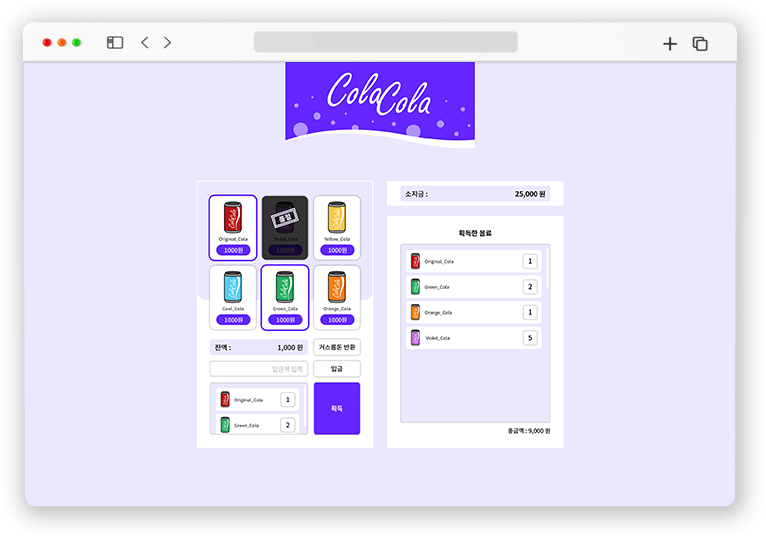 ColaCola
Original_Cola
1000원
품절
Violet_Cola
1000원
Yellow_Cola
1000원
Cool_Cola
1000원
Green_Cola
1000원
Orange_Cola
1000원
잔액 :
1,000 원
거스름돈 반환
입금액 입력
입금
Original_Cola
1
Green_Cola
2
획득
소지금 :
25,000 원
획득한 음료
Original_Cola
1
Green_Cola
2
Orange_Cola
1
Violet_Cola
5
총금액 : 9,000 원